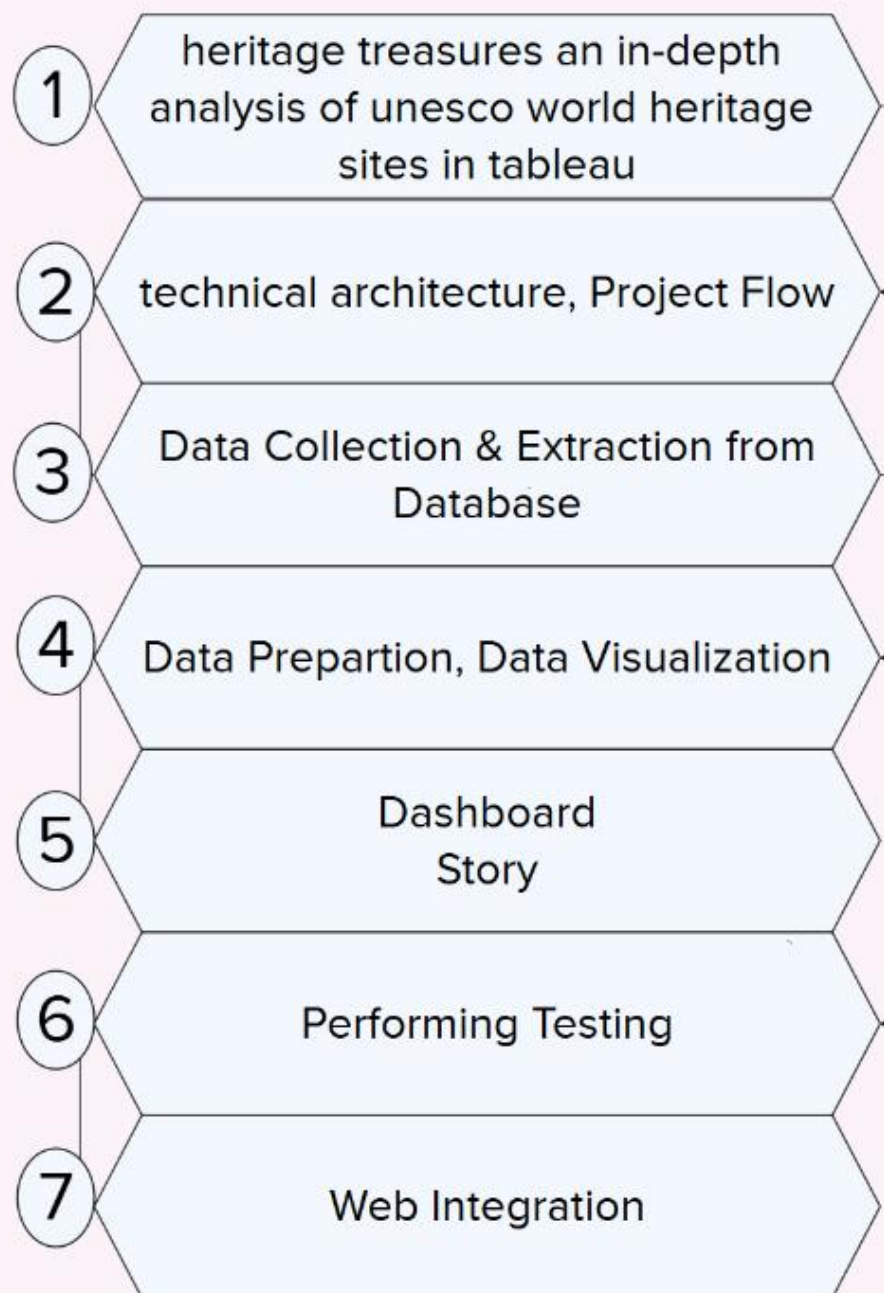 1
heritage treasures an in-depth
analysis of unesco world heritage
sites in tableau
2
technical architecture, Project Flow
3
Data Collection & Extraction from
Database
4
Data Prepartion, Data Visualization
5
Dashboard
Story
6
Performing Testing
7
Web Integration